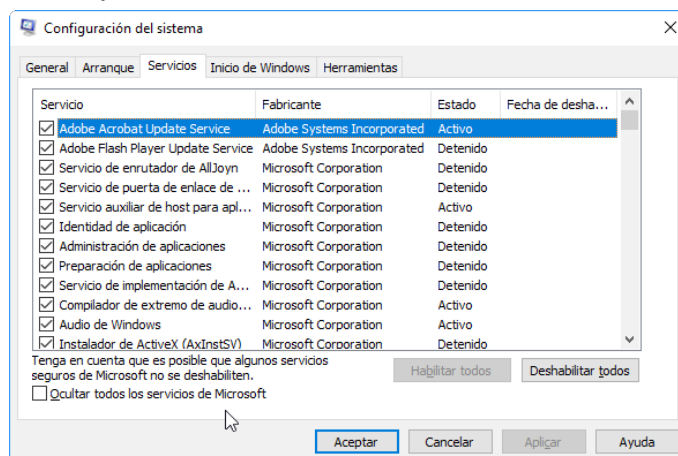 Configuración del sistema
General Arranque Servicios Inicio de Windows Herramientas
Servicio Fabricante Estado Fecha de desha...
Adobe Acrobat Update Service Adobe Systems Incorporated Activo
Adobe Flash Player Update Service Adobe Systems Incorporated Detenido
Servicio de enrutador de AllJoyn Microsoft Corporation Detenido
Servicio de puerta de enlace de ... Microsoft Corporation Detenido
Servicio auxiliar de host para apl... Microsoft Corporation Activo
Identidad de aplicación Microsoft Corporation Detenido
Administración de aplicaciones Microsoft Corporation Detenido
Preparación de aplicaciones Microsoft Corporation Detenido
Servicio de implementación de A... Microsoft Corporation Detenido
Compilador de extremo de audio... Microsoft Corporation Activo
Audio de Windows Microsoft Corporation Activo
Instalador de ActiveX (AxInstSV) Microsoft Corporation Detenido
Tenga en cuenta que es posible que algunos servicios
seguros de Microsoft no se deshabiliten.
Habilitar todos Deshabilitar todos
Ocultar todos los servicios de Microsoft
Aceptar Cancelar Aplicar Ayuda